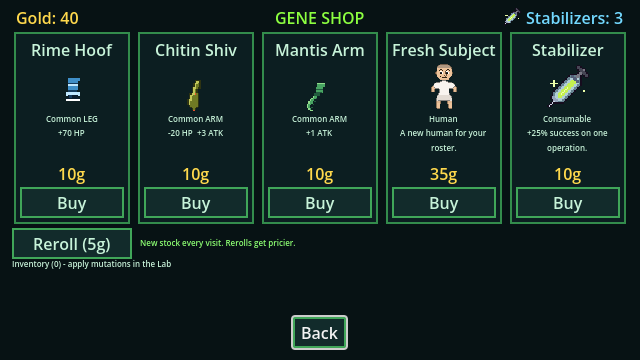 Gold: 40
GENE SHOP
Stabilizers: 3
Rime Hoof
Common LEG
+70 HP
10g
Buy
Chitin Shiv
Common ARM
-20 HP +3 ATK
10g
Buy
Mantis Arm
Common ARM
+1 ATK
10g
Buy
Fresh Subject
Human
A new human for your
roster.
35g
Buy
Stabilizer
Consumable
+25% success on one
operation.
10g
Buy
Reroll (5g)
New stock every visit. Rerolls get pricier.
Inventory (0) - apply mutations in the Lab
Back